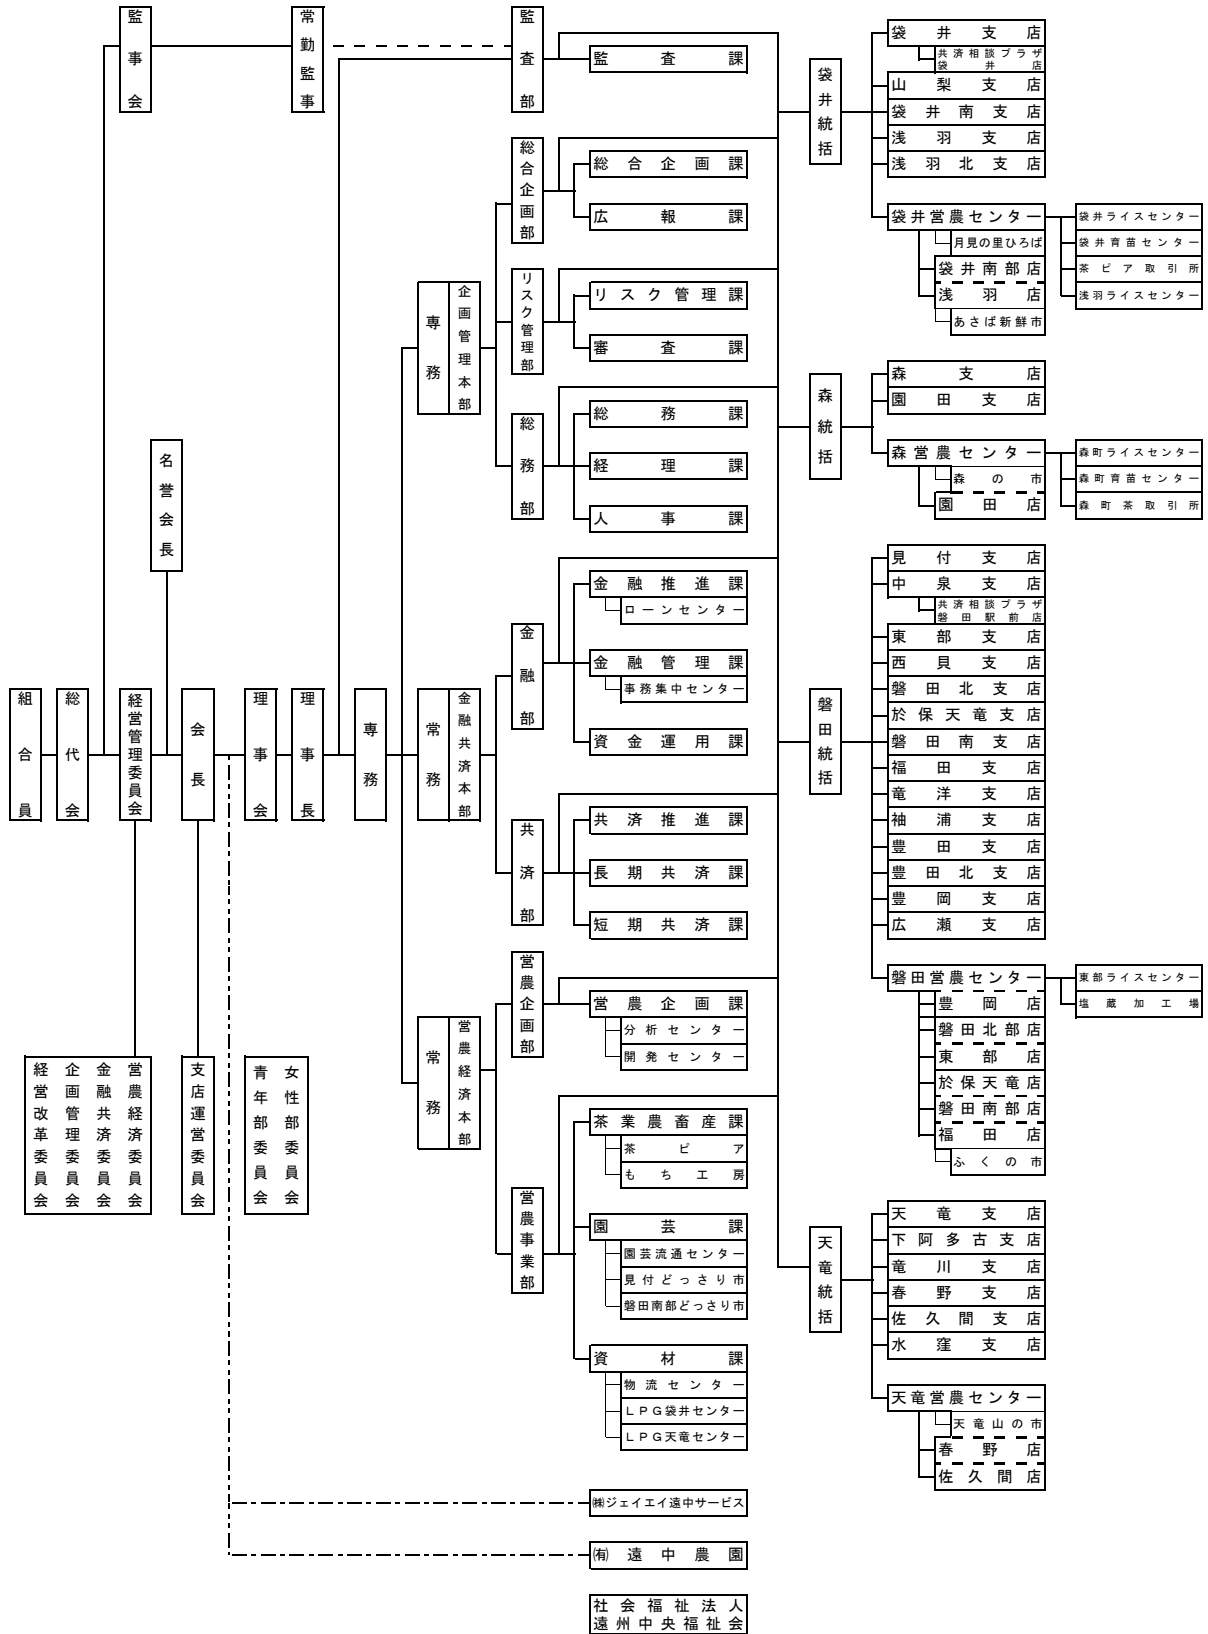 組合員
総代会
監事会
常勤監事
経営管理委員会
名誉会長
会長
理事会
理事長
専務
経営改革委員会
企画管理委員会
金融共済委員会
営農経済委員会
支店運営委員会
青年部委員会
女性部委員会
専務
企画管理本部
常務
金融共済本部
常務
営農経済本部
監査部
監査課
総合企画部
総合企画課
広報課
リスク管理部
リスク管理課
審査課
総務部
総務課
経理課
人事課
金融部
金融推進課
ローンセンター
金融管理課
事務集中センター
資金運用課
共済部
共済推進課
長期共済課
短期共済課
営農企画部
営農企画課
分析センター
開発センター
営農事業部
茶業農畜産課
茶ピア
もち工房
園芸課
園芸流通センター
見付どっさり市
磐田南部どっさり市
資材課
物流センター
LPG袋井センター
LPG天竜センター
㈱ジェイエイ遠中サービス
㈲遠中農園
社会福祉法人
遠州中央福祉会
袋井統括
袋井支店
共済相談プラザ
袋井店
山梨支店
袋井南支店
浅羽支店
浅羽北支店
袋井営農センター
月見の里ひろば
袋井南部店
浅羽店
あさば新鮮市
袋井ライスセンター
袋井育苗センター
茶ピア取引所
浅羽ライスセンター
森統括
森支店
園田支店
森営農センター
森の市
園田店
森町ライスセンター
森町育苗センター
森町茶取引所
磐田統括
見付支店
中泉支店
共済相談プラザ
磐田駅前店
東部支店
西貝支店
磐田北支店
於保天竜支店
磐田南支店
福田支店
竜洋支店
袖浦支店
豊田支店
豊田北支店
豊岡支店
広瀬支店
磐田営農センター
豊岡店
磐田北部店
東部店
於保天竜店
磐田南部店
福田店
ふくの市
東部ライスセンター
塩蔵加工場
天竜統括
天竜支店
下阿多古支店
竜川支店
春野支店
佐久間支店
水窪支店
天竜営農センター
天竜山の市
春野店
佐久間店